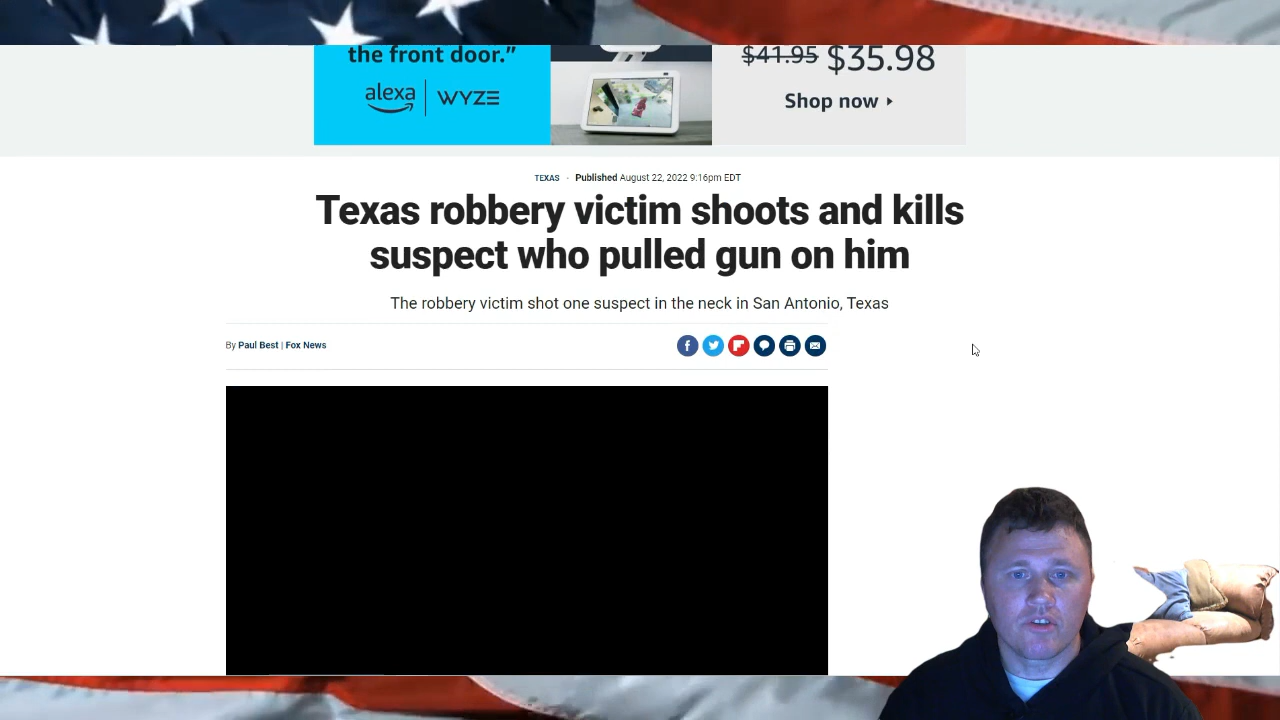 the front door.”
alexa | WYZE
$41.95 $35.98
Shop now
TEXAS · Published August 22, 2022 9:16pm EDT
Texas robbery victim shoots and kills
suspect who pulled gun on him
The robbery victim shot one suspect in the neck in San Antonio, Texas
By Paul Best | Fox News